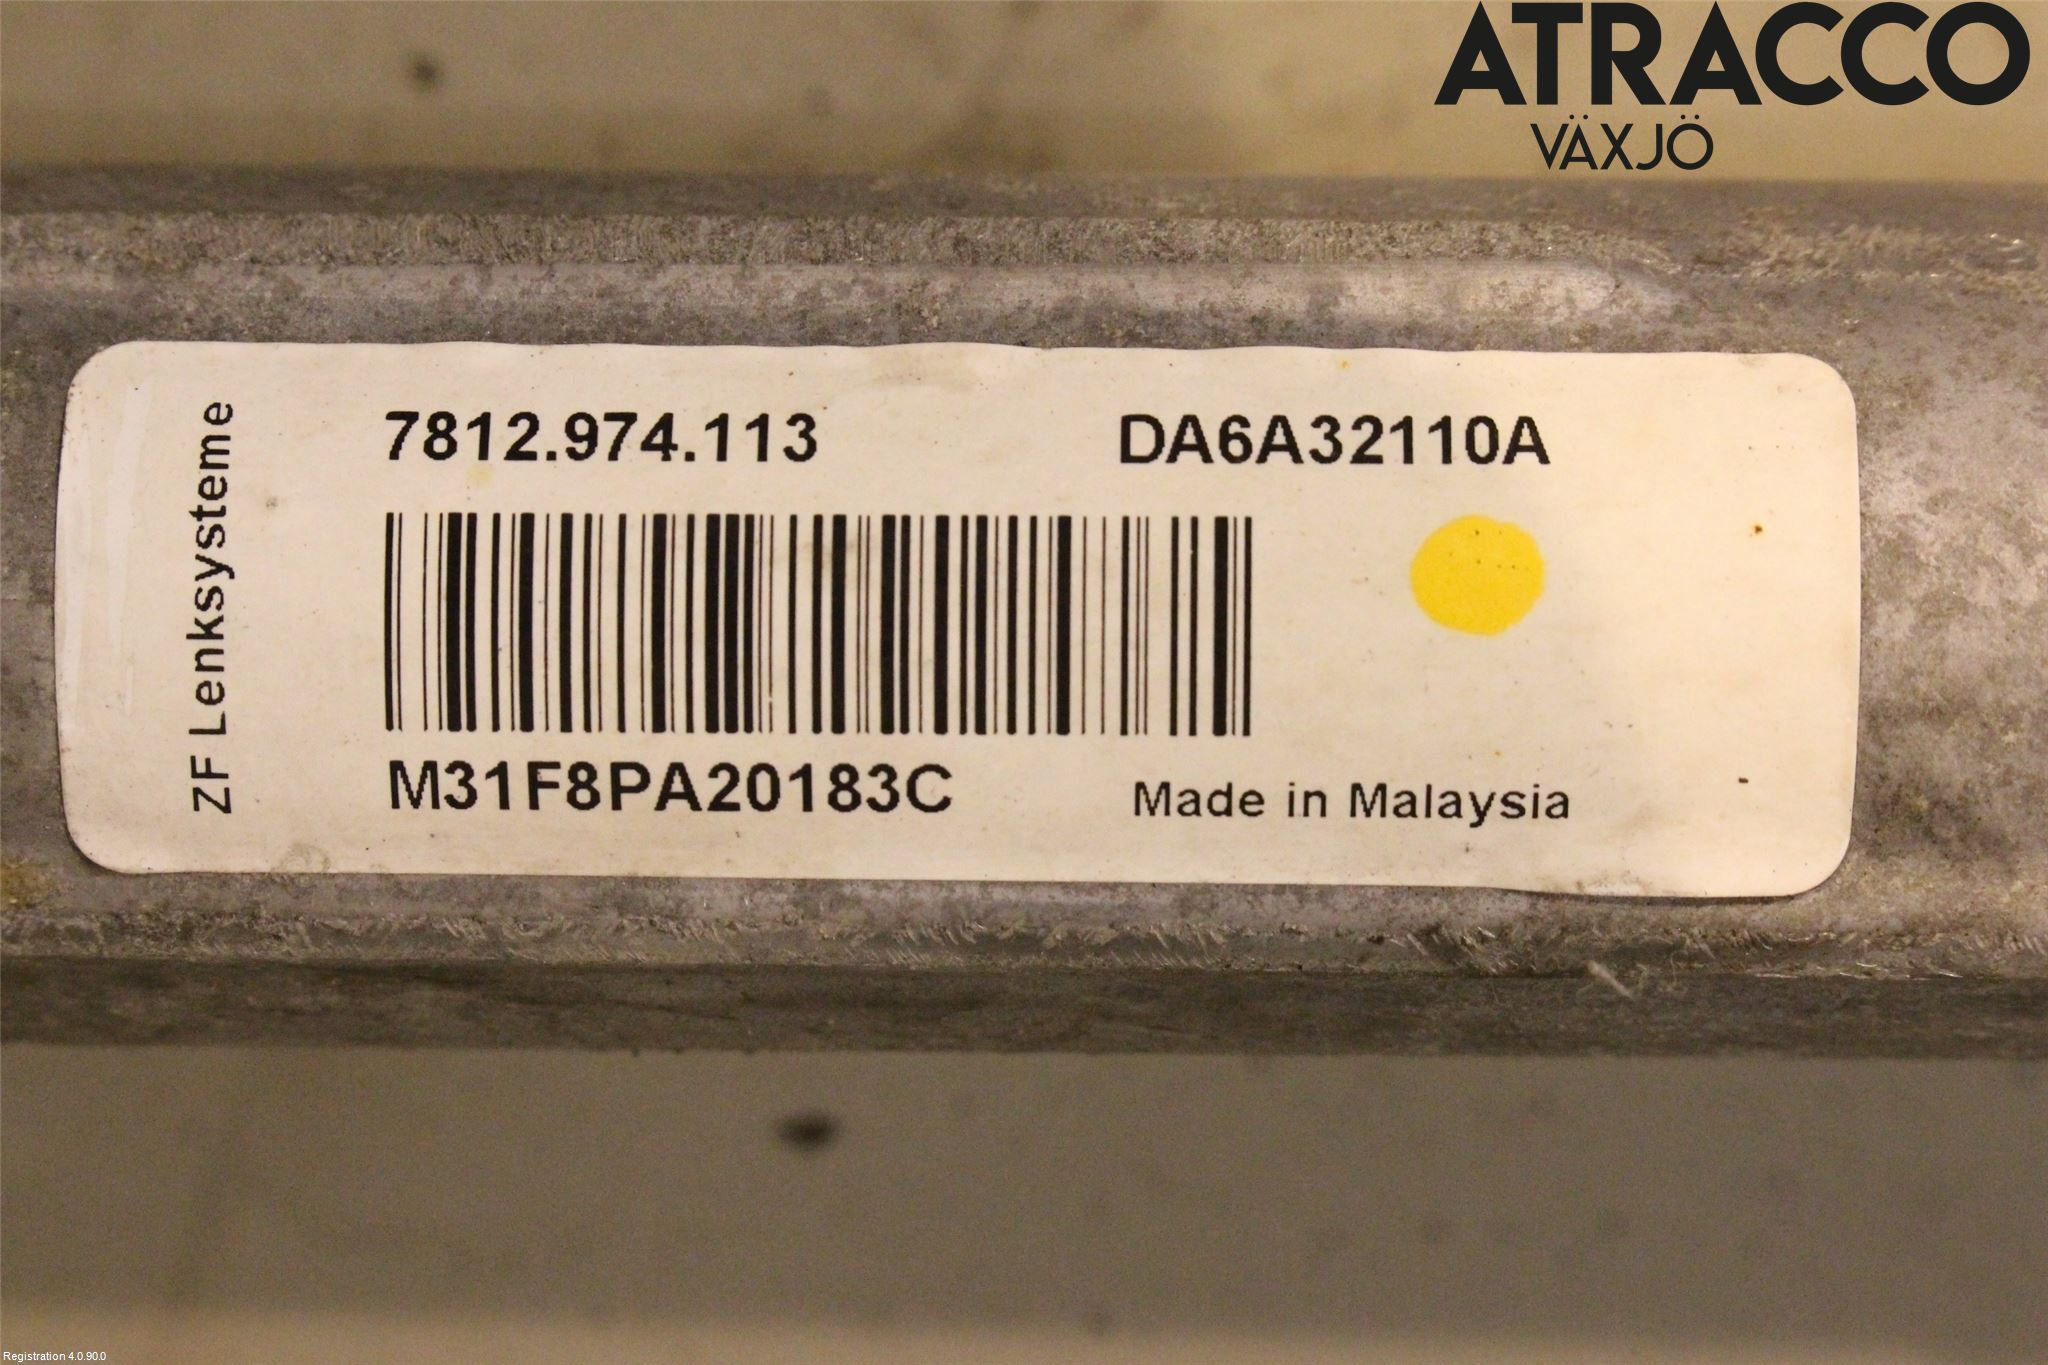 ATRACCO
VÄXJÖ
ZF Lenksysteme
7812.974.113 DA6A32110A
M31F8PA20183C Made in Malaysia
Registration 4.0.90.0